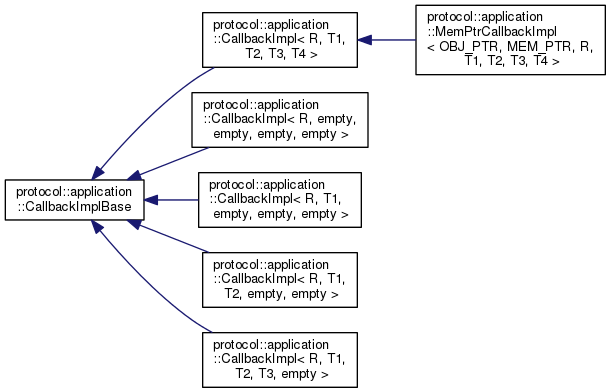 protocol::application
::CallbackImpl< R, T1,
T2, T3, T4 >
protocol::application
::MemPtrCallbackImpl
< OBJ_PTR, MEM_PTR, R,
T1, T2, T3, T4 >
protocol::application
::CallbackImpl< R, empty,
empty, empty, empty >
protocol::application
::CallbackImplBase
protocol::application
::CallbackImpl< R, T1,
empty, empty, empty >
protocol::application
::CallbackImpl< R, T1,
T2, empty, empty >
protocol::application
::CallbackImpl< R, T1,
T2, T3, empty >